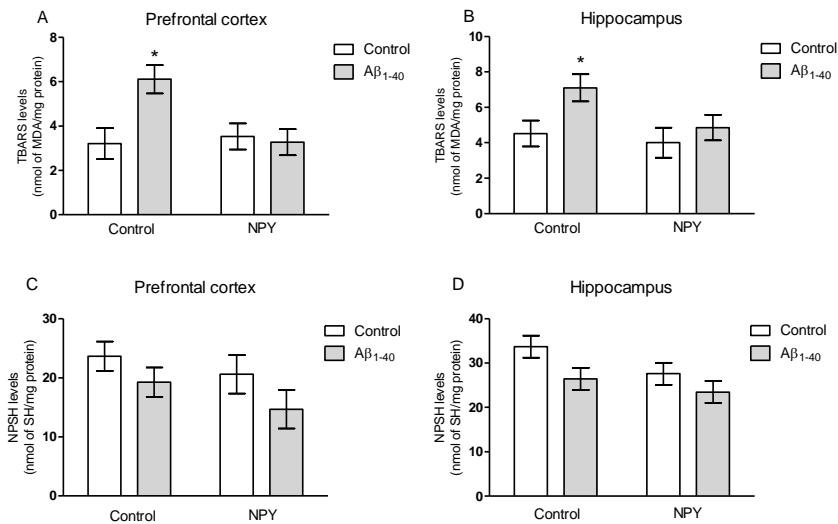 A
Prefrontal cortex
TBARS levels
(nmol of MDA/mg protein)
8
6
4
2
0
*
Control
NPY
Control
Aβ1-40
B
Hippocampus
TBARS levels
(nmol of MDA/mg protein)
10
8
6
4
2
0
*
Control
NPY
Control
Aβ1-40
C
Prefrontal cortex
NPSH levels
(nmol of SH/mg protein)
30
20
10
0
Control
NPY
Control
Aβ1-40
D
Hippocampus
NPSH levels
(nmol of SH/mg protein)
40
30
20
10
0
Control
NPY
Control
Aβ1-40